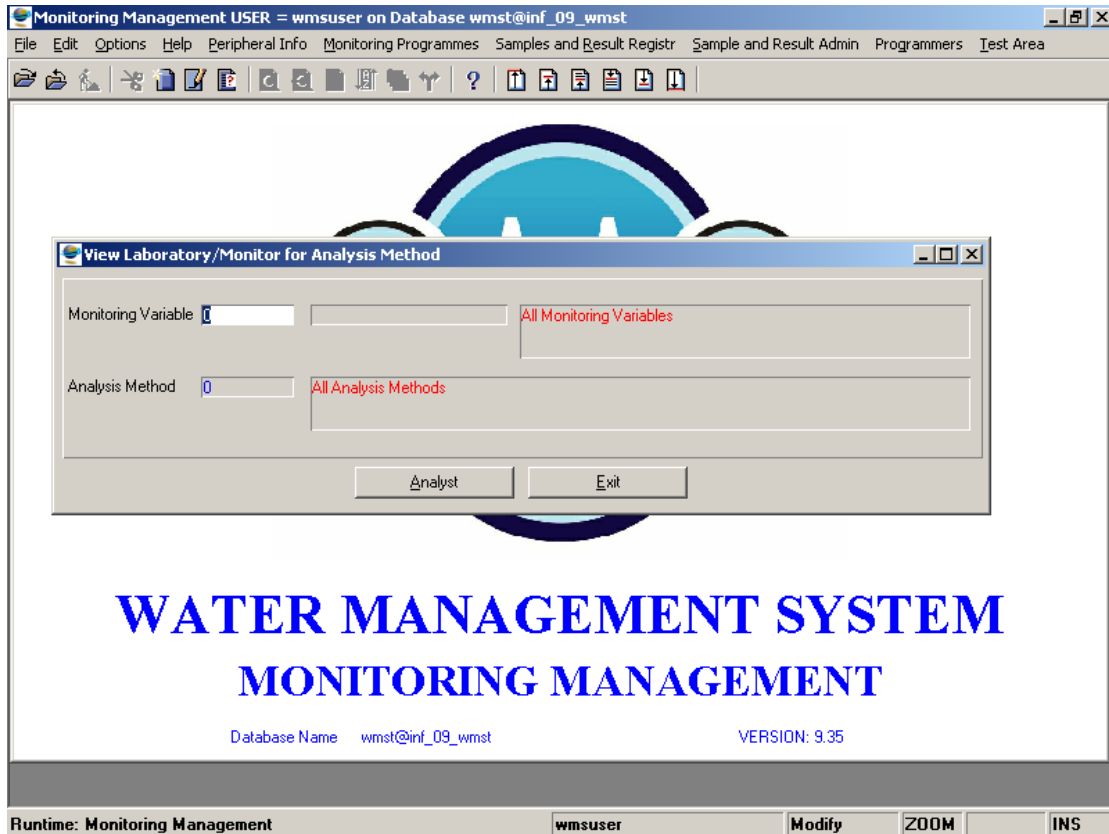 Monitoring Management USER = wmsuser on Database wmst@inf_09_wmst
File Edit Options Help Peripheral Info Monitoring Programmes Samples and Result Registr Sample and Result Admin Programmers Test Area
View Laboratory/Monitor for Analysis Method
Monitoring Variable 0 All Monitoring Variables
Analysis Method 0 All Analysis Methods
Analyst Exit
WATER MANAGEMENT SYSTEM
MONITORING MANAGEMENT
Database Name wmst@inf_09_wmst VERSION: 9.35
Runtime: Monitoring Management wmsuser Modify ZOOM INS